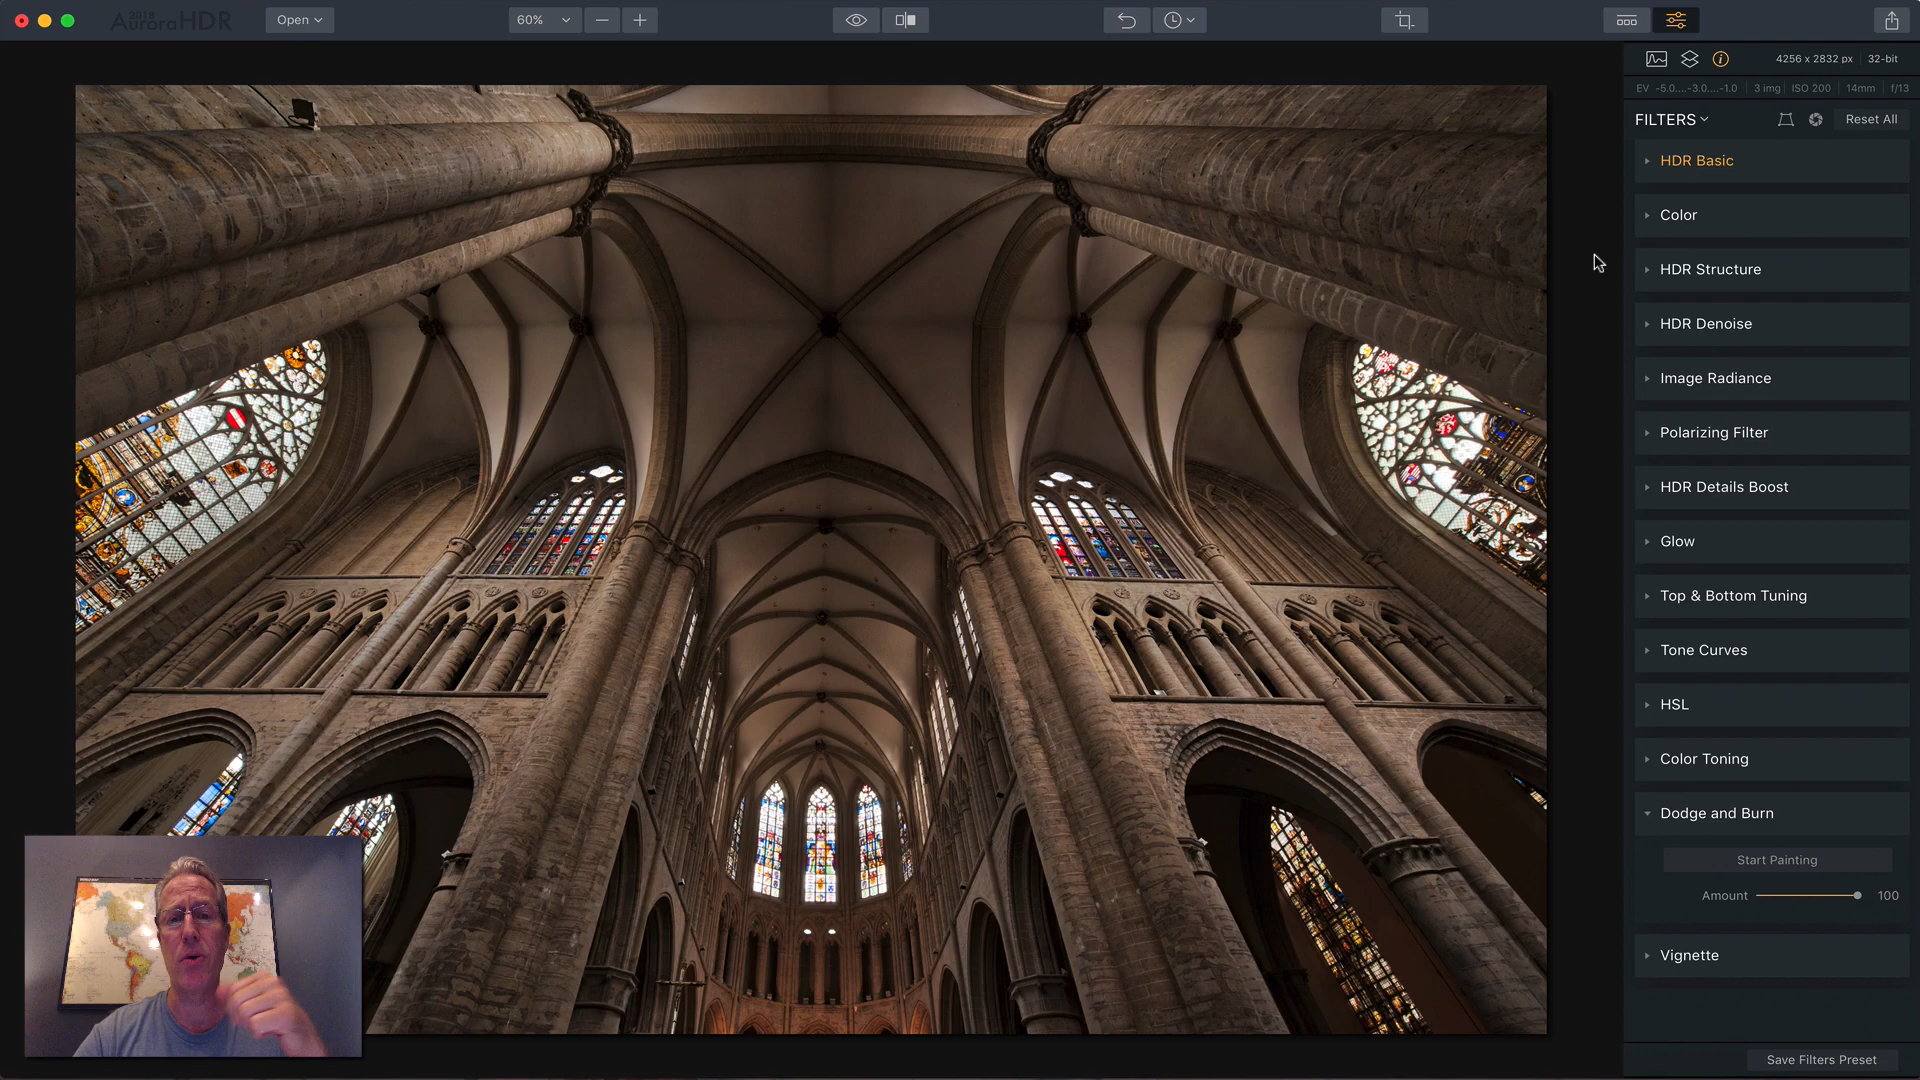 2018
AuroraHDR
Open
60%
4256 x 2832 px
32-bit
EV -5.0....-3.0....-1.0
3 img
ISO 200
14mm
f/13
FILTERS
Reset All
HDR Basic
Color
HDR Structure
HDR Denoise
Image Radiance
Polarizing Filter
HDR Details Boost
Glow
Top & Bottom Tuning
Tone Curves
HSL
Color Toning
Dodge and Burn
Start Painting
Amount
100
Vignette
Save Filters Preset